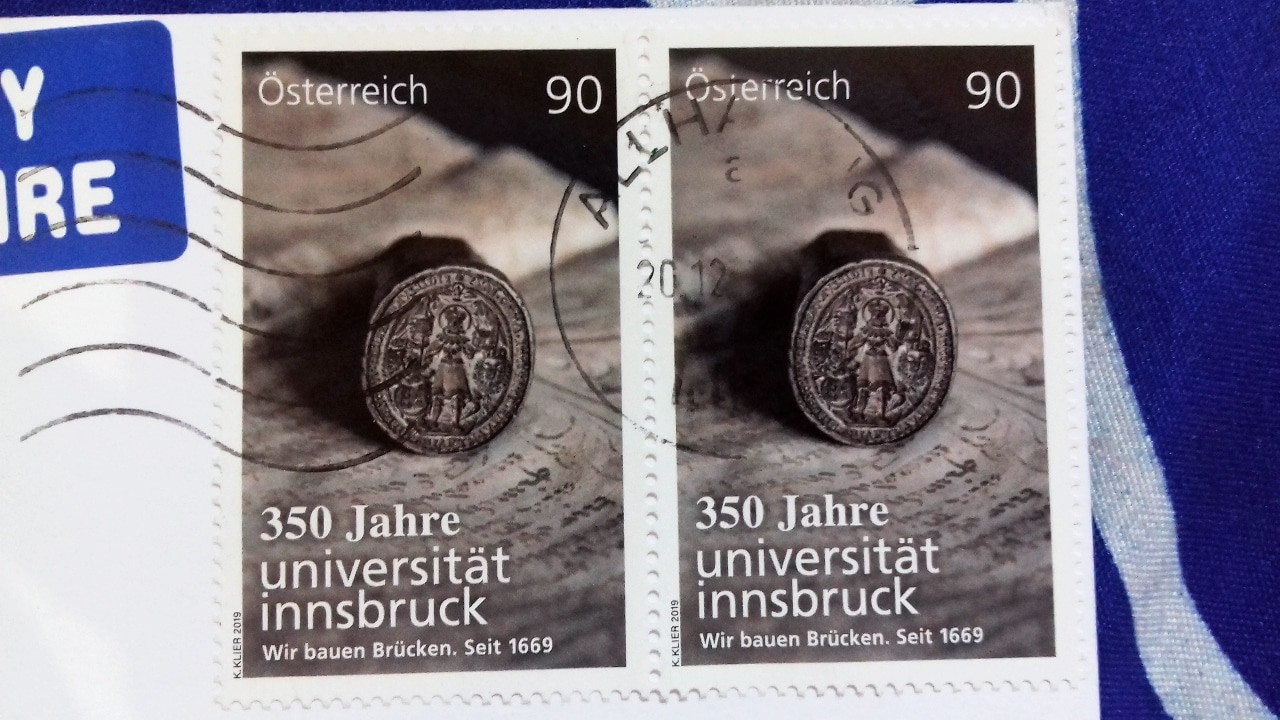 Y
IRE
Österreich 90
350 Jahre
universität
innsbruck
Wir bauen Brücken. Seit 1669
K.KLIER 2019
Österreich 90
350 Jahre
universität
innsbruck
Wir bauen Brücken. Seit 1669
K.KLIER 2019
20.12